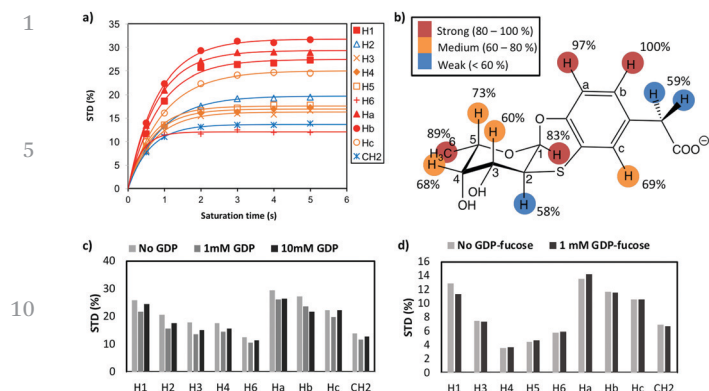 1
5
10
a)
STD (%)
35
30
25
20
15
10
5
0
0 1 2 3 4 5 6
Saturation time (s)
H1
H2
H3
H4
H5
H6
Ha
Hb
Hc
CH2
b)
Strong (80 – 100 %)
Medium (60 – 80 %)
Weak (< 60 %)
97% 100%
H H
a b
59%
H H
73%
H
60%
H
O
89%
H3C
6
5
O
83%
1 H
c
COO⊖
H
68%
4
3
2
S
H
69%
OH
OH
H
58%
c)
No GDP 1mM GDP 10mM GDP
STD (%)
40
30
20
10
0
H1 H2 H3 H4 H6 Ha Hb Hc CH2
d)
No GDP-fucose 1 mM GDP-fucose
STD (%)
16
14
12
10
8
6
4
2
0
H1 H3 H4 H5 H6 Ha Hb Hc CH2